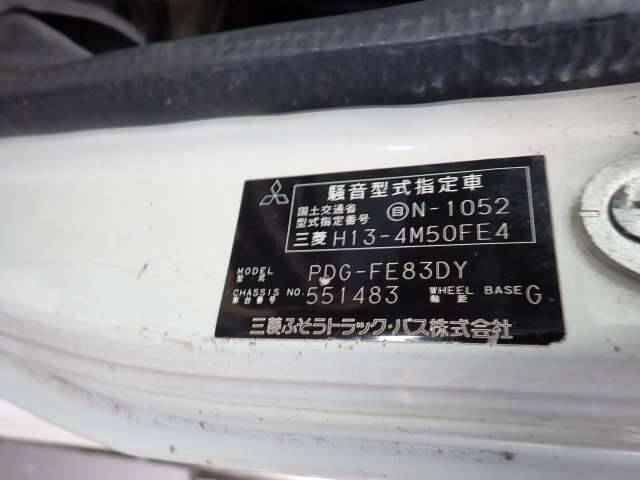 騒音型式指定車
国土交通省
型式指定番号 自N-1052
三菱 H13-4M50FE4
MODEL
型式 PDG-FE83DY
CHASSIS NO. 551483 WHEEL BASE G
車台番号 軸距
三菱ふそうトラック・バス株式会社